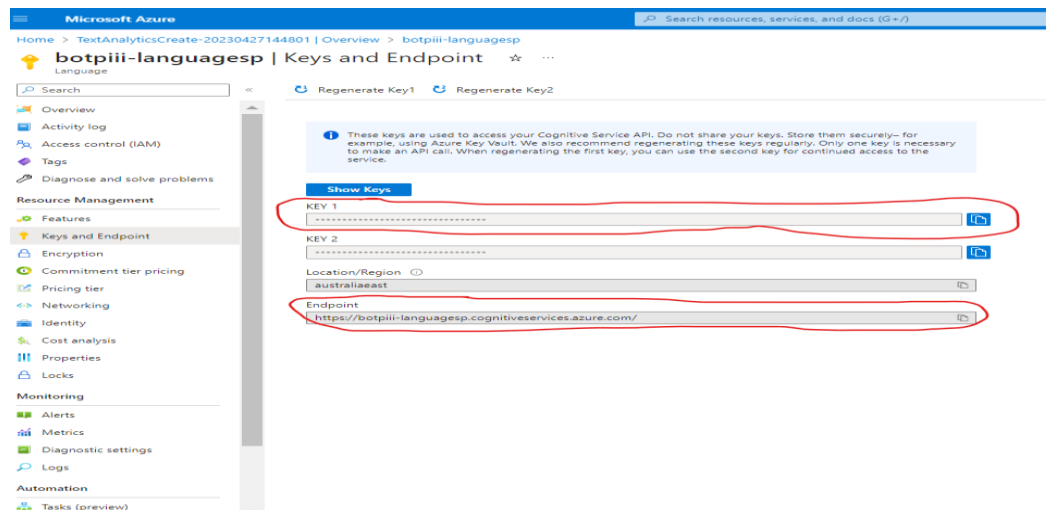 Microsoft Azure
Search resources, services, and docs (G+/)
Home > TextAnalyticsCreate-20230427144801 | Overview > botpiii-languagesp
botpiii-languagesp | Keys and Endpoint
Language
Search
Regenerate Key1
Regenerate Key2
Overview
Activity log
Access control (IAM)
Tags
Diagnose and solve problems
Resource Management
Features
Keys and Endpoint
Encryption
Commitment tier pricing
Pricing tier
Networking
Identity
Cost analysis
Properties
Locks
Monitoring
Alerts
Metrics
Diagnostic settings
Logs
Automation
Tasks (preview)
These keys are used to access your Cognitive Service API. Do not share your keys. Store them securely– for
example, using Azure Key Vault. We also recommend regenerating these keys regularly. Only one key is necessary
to make an API call. When regenerating the first key, you can use the second key for continued access to the
service.
Show Keys
KEY 1
KEY 2
Location/Region
australiaeast
Endpoint
https://botpiii-languagesp.cognitiveservices.azure.com/